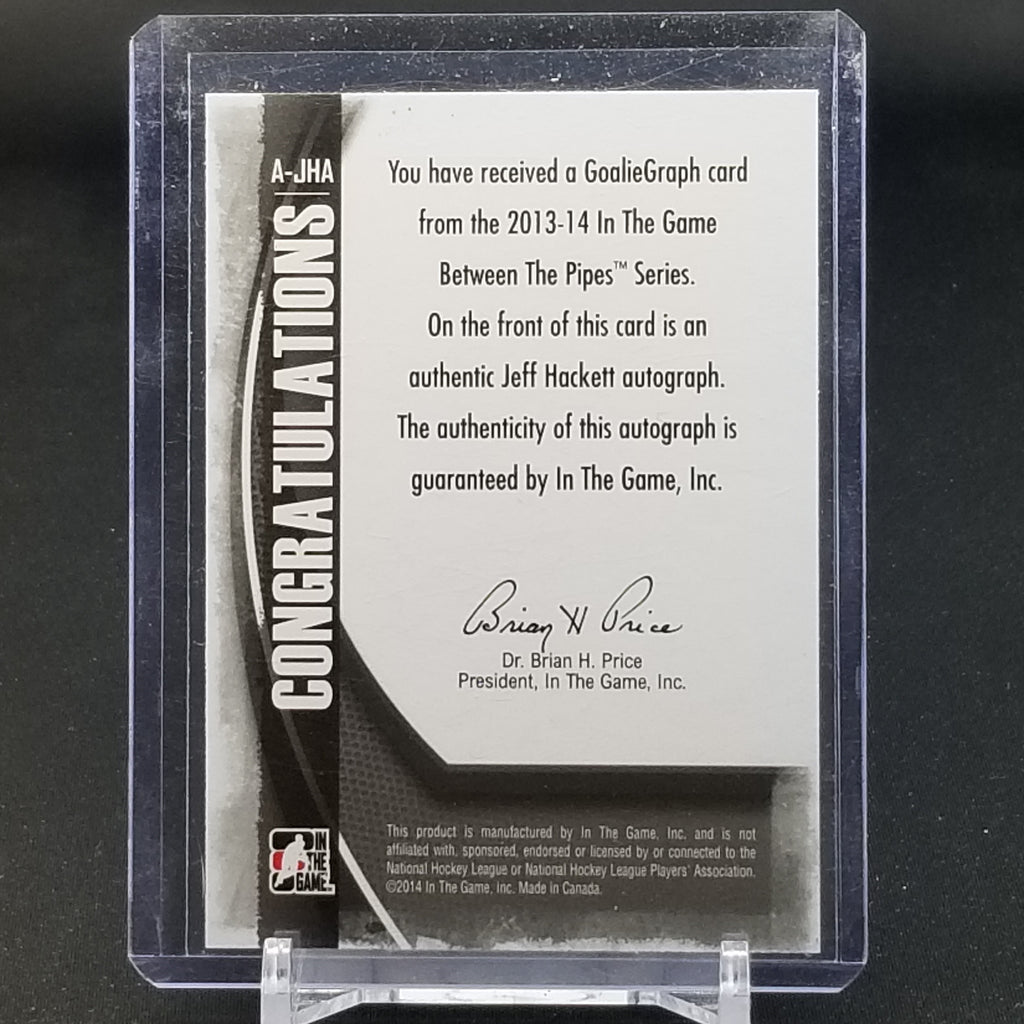 A-JHA
CONGRATULATIONS
You have received a GoalieGraph card
from the 2013-14 In The Game
Between The Pipes™ Series.
On the front of this card is an
authentic Jeff Hackett autograph.
The authenticity of this autograph is
guaranteed by In The Game, Inc.
Brian H Price
Dr. Brian H. Price
President, In The Game, Inc.
IN
THE
GAME
This product is manufactured by In The Game, Inc. and is not
affiliated with, sponsored, endorsed or licensed by or connected to the
National Hockey League or National Hockey League Players' Association.
©2014 In The Game, Inc. Made in Canada.